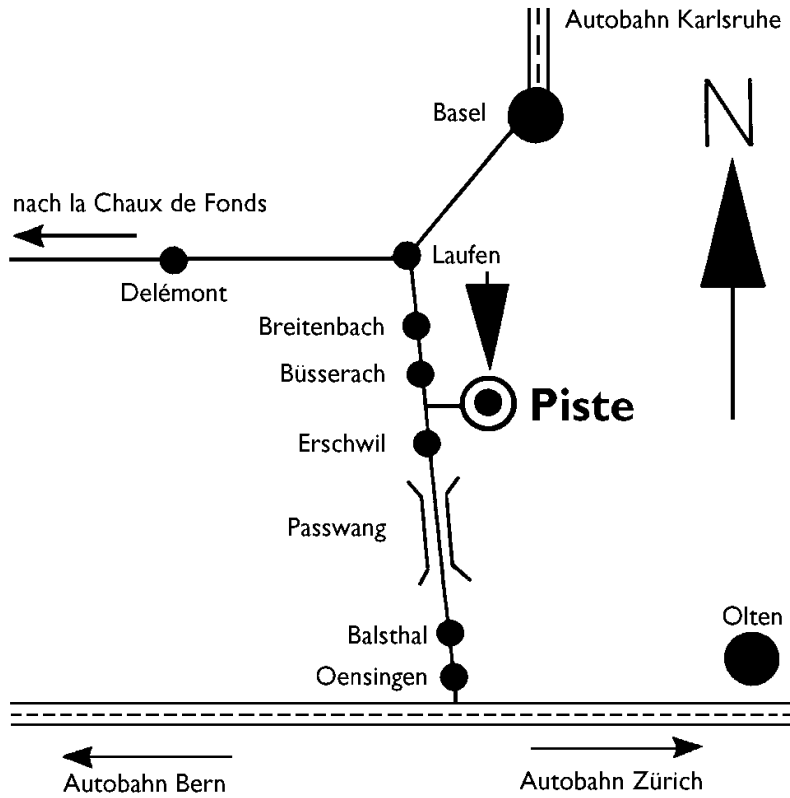 Autobahn Karlsruhe
Basel
N
nach la Chaux de Fonds
Laufen
Delémont
Breitenbach
Büsserach
Piste
Erschwil
Passwang
Olten
Balsthal
Oensingen
Autobahn Bern
Autobahn Zürich